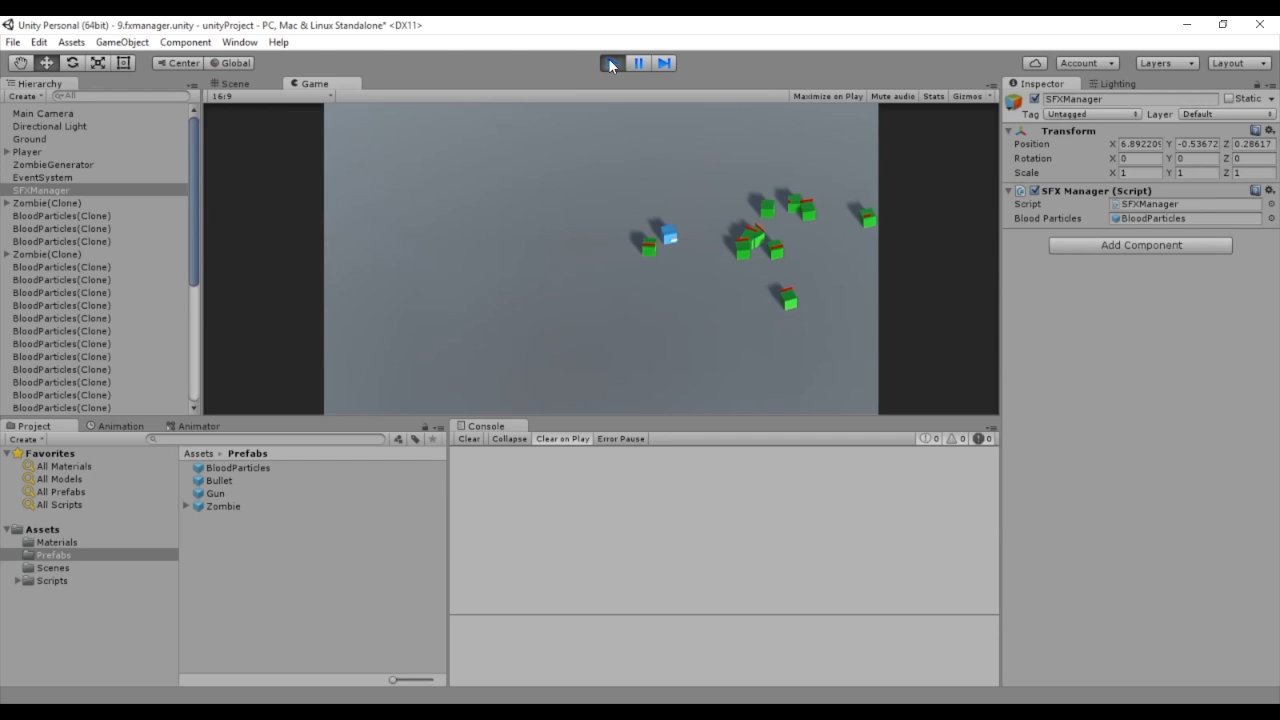 Unity Personal (64bit) - 9.fxmanager.unity - unityProject - PC, Mac & Linux Standalone* <DX11>
File Edit Assets GameObject Component Window Help
Center Global Account Layers Layout
Hierarchy
Create All
Main Camera
Directional Light
Ground
Player
ZombieGenerator
EventSystem
SFXManager
Zombie(Clone)
BloodParticles(Clone)
BloodParticles(Clone)
BloodParticles(Clone)
Zombie(Clone)
BloodParticles(Clone)
BloodParticles(Clone)
BloodParticles(Clone)
BloodParticles(Clone)
BloodParticles(Clone)
BloodParticles(Clone)
BloodParticles(Clone)
BloodParticles(Clone)
BloodParticles(Clone)
BloodParticles(Clone)
BloodParticles(Clone)
BloodParticles(Clone)
Scene Game
16:9 Maximize on Play Mute audio Stats Gizmos
Inspector Lighting
SFXManager Static
Tag Untagged Layer Default
Transform
Position X 6.892209 Y -0.53672 Z 0.28617
Rotation X 0 Y 0 Z 0
Scale X 1 Y 1 Z 1
SFX Manager (Script)
Script SFXManager
Blood Particles BloodParticles
Add Component
Project Animation Animator
Create
Favorites
All Materials
All Models
All Prefabs
All Scripts
Assets
Materials
Prefabs
Scenes
Scripts
Assets Prefabs
BloodParticles
Bullet
Gun
Zombie
Console
Clear Collapse Clear on Play Error Pause 0 0 0